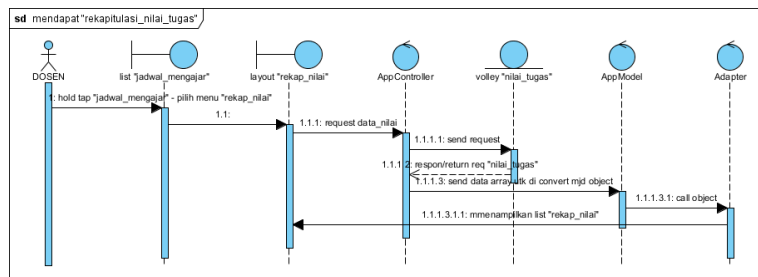 sd mendapat"rekapitulasi_nilai_tugas"
DOSEN
list "jadwal_mengajar"
layout "rekap_nilai"
AppController
volley "nilai_tugas"
AppModel
Adapter
1: hold tap "jadwal_mengajar" - pilih menu "rekap_nilai"
1.1:
1.1.1: request data_nilai
1.1.1.1: send request
1.1.1.2: respon/return req "nilai_tugas"
1.1.1.3: send data array utk di convert mjd object
1.1.1.3.1: call object
1.1.1.3.1.1: mmenampilkan list "rekap_nilai"